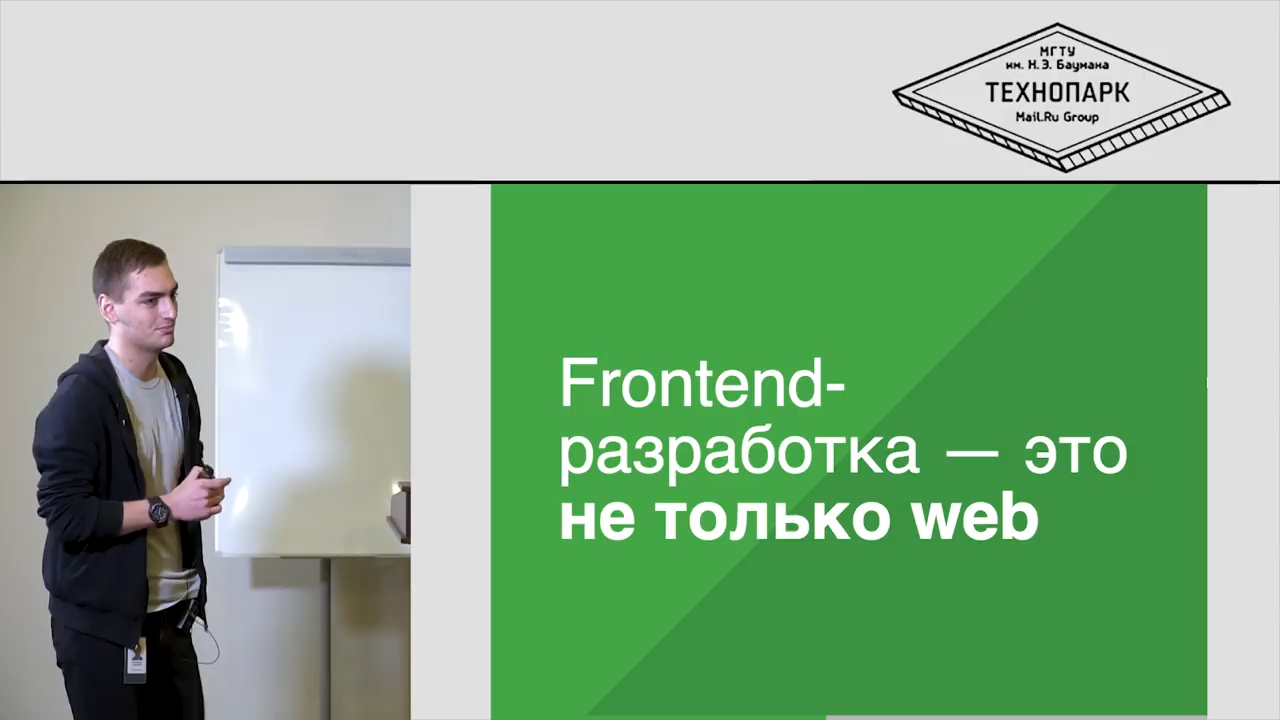 МГТУ
им. Н. Э. Баумана
ТЕХНОПАРК
Mail.Ru Group
Frontend-
разработка — это
не только web